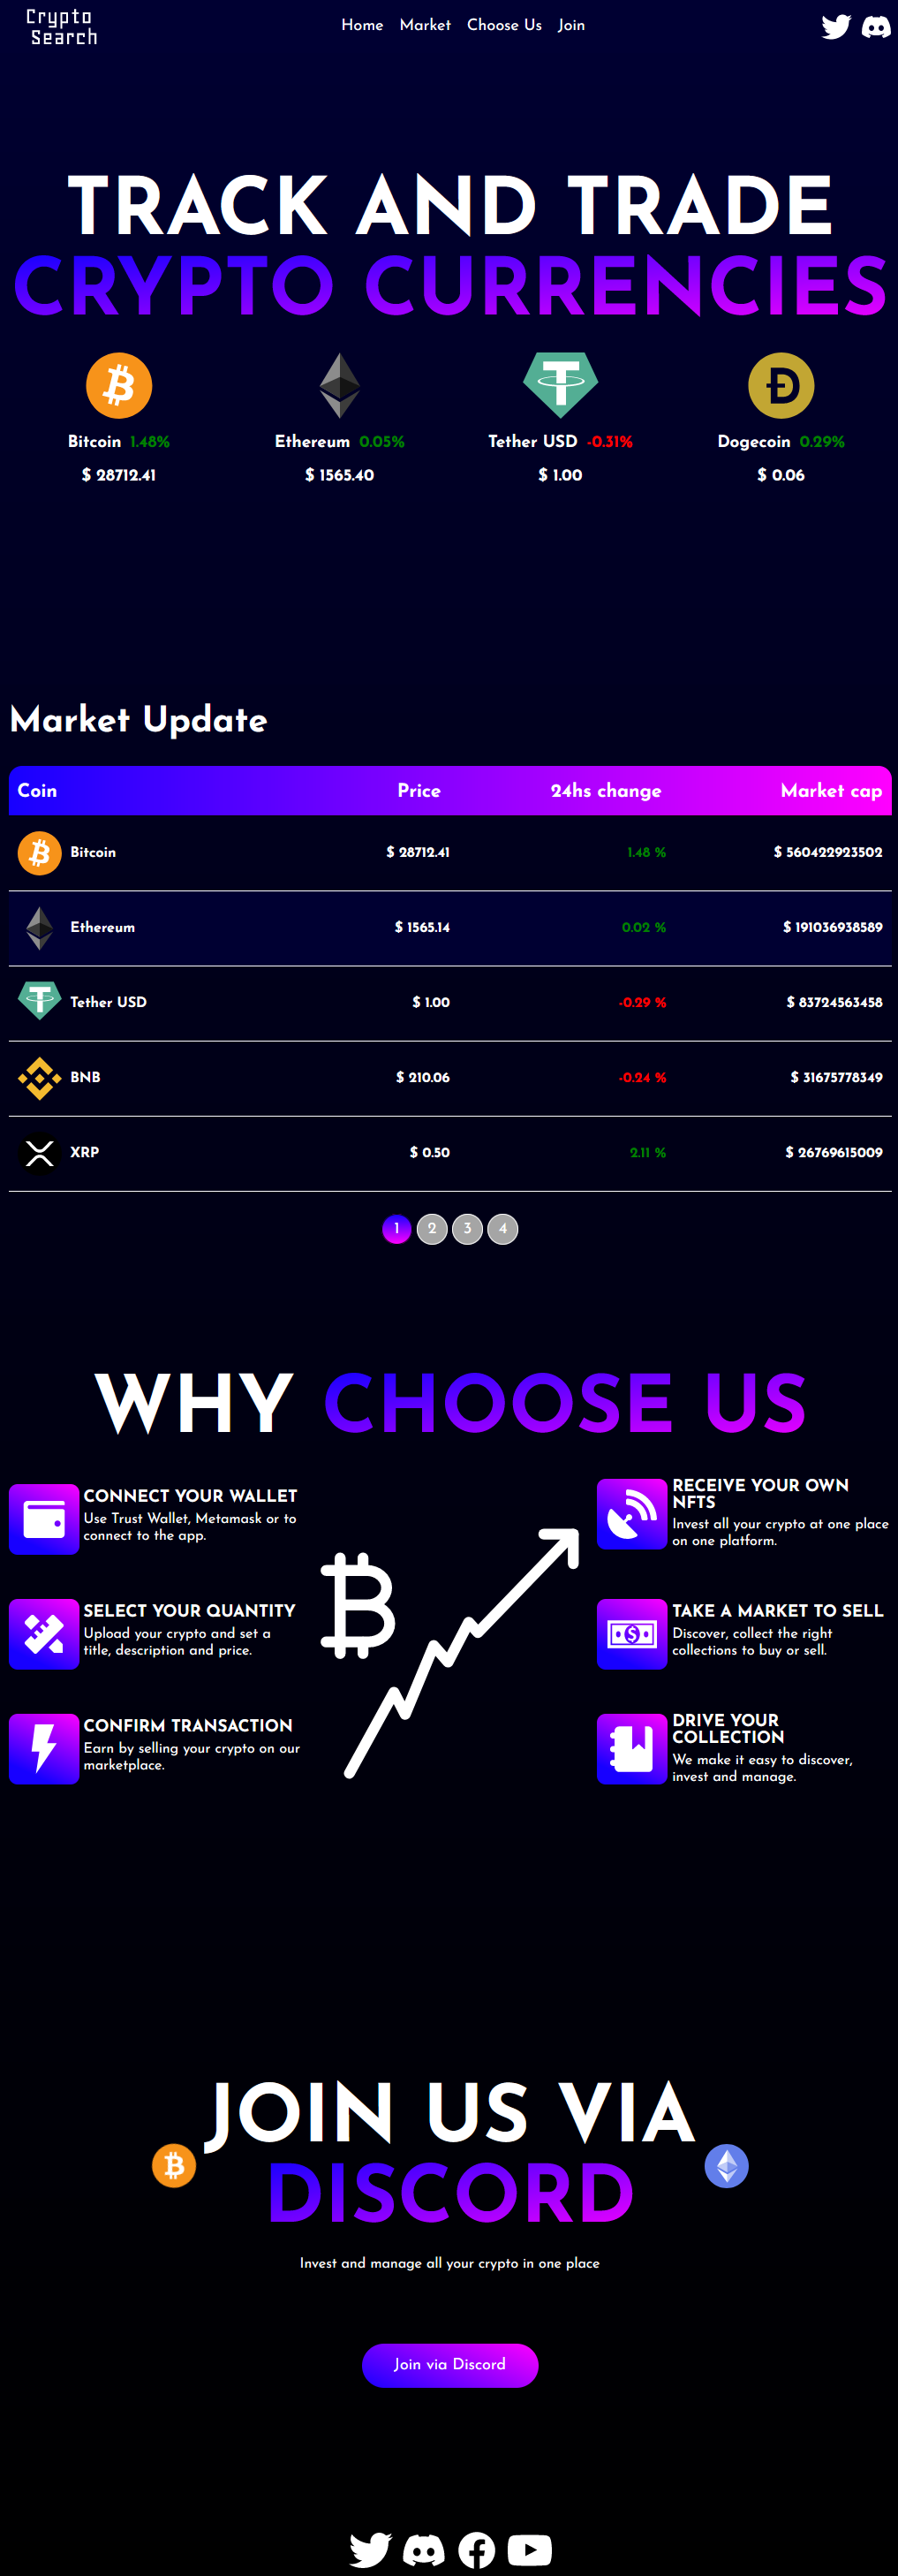 Crypto
Search
Home Market Choose Us Join
TRACK AND TRADE
CRYPTO CURRENCIES
Bitcoin 1.48% Ethereum 0.05% Tether USD -0.31% Dogecoin 0.29%
$ 28712.41 $ 1565.40 $ 1.00 $ 0.06
Market Update
Coin Price 24hs change Market cap
Bitcoin $ 28712.41 1.48 % $ 560422923502
Ethereum $ 1565.14 0.02 % $ 191036938589
Tether USD $ 1.00 -0.29 % $ 83724563458
BNB $ 210.06 -0.24 % $ 31675778349
XRP $ 0.50 2.11 % $ 26769615009
1 2 3 4
WHY CHOOSE US
CONNECT YOUR WALLET
Use Trust Wallet, Metamask or to
connect to the app.
SELECT YOUR QUANTITY
Upload your crypto and set a
title, description and price.
CONFIRM TRANSACTION
Earn by selling your crypto on our
marketplace.
RECEIVE YOUR OWN
NFTS
Invest all your crypto at one place
on one platform.
TAKE A MARKET TO SELL
Discover, collect the right
collections to buy or sell.
DRIVE YOUR
COLLECTION
We make it easy to discover,
invest and manage.
JOIN US VIA
DISCORD
Invest and manage all your crypto in one place
Join via Discord